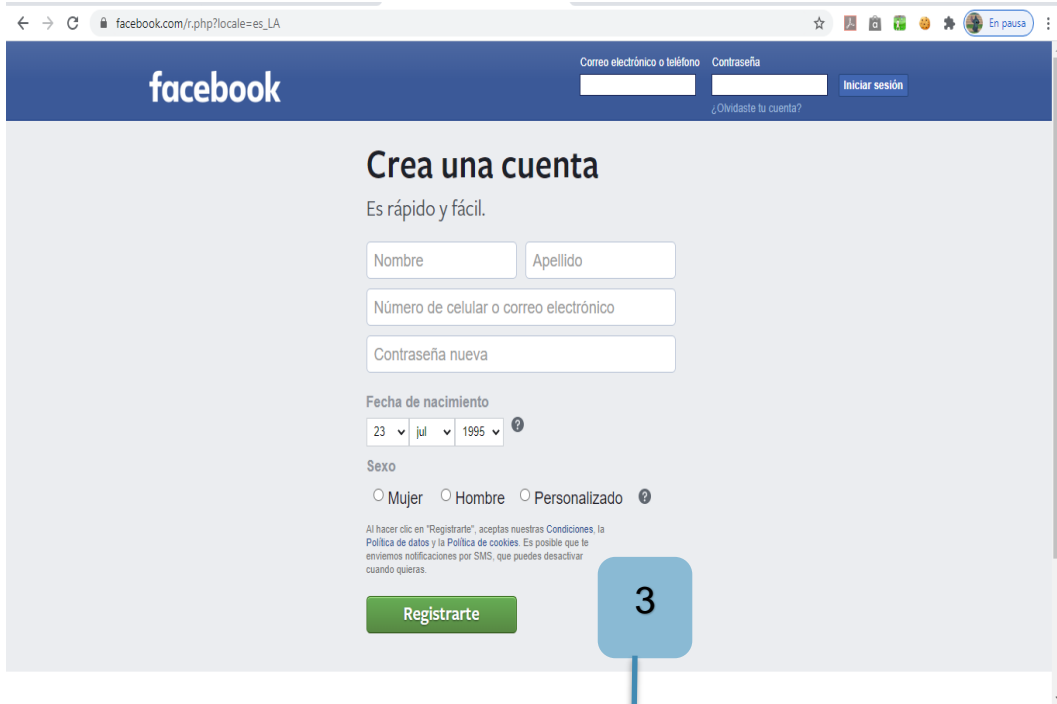 facebook.com/r.php?locale=es_LA
En pausa
facebook
Correo electrónico o teléfono
Contraseña
Iniciar sesión
¿Olvidaste tu cuenta?
Crea una cuenta
Es rápido y fácil.
Nombre
Apellido
Número de celular o correo electrónico
Contraseña nueva
Fecha de nacimiento
23 jul 1995
Sexo
Mujer Hombre Personalizado
Al hacer clic en "Registrarte", aceptas nuestras Condiciones, la
Política de datos y la Política de cookies. Es posible que te
enviemos notificaciones por SMS, que puedes desactivar
cuando quieras.
Registrarte
3